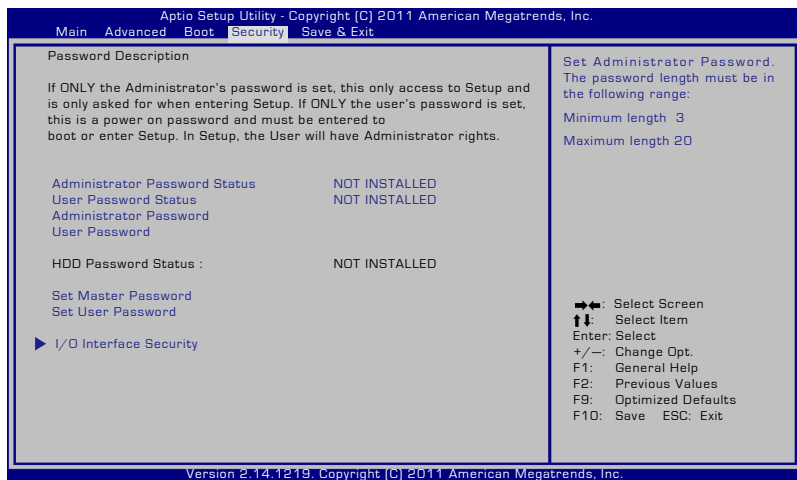 Aptio Setup Utility - Copyright (C) 2011 American Megatrends, Inc.
Main Advanced Boot Security Save & Exit
Password Description
If ONLY the Administrator's password is set, this only access to Setup and
is only asked for when entering Setup. If ONLY the user's password is set,
this is a power on password and must be entered to
boot or enter Setup. In Setup, the User will have Administrator rights.
Administrator Password Status NOT INSTALLED
User Password Status NOT INSTALLED
Administrator Password
User Password
HDD Password Status : NOT INSTALLED
Set Master Password
Set User Password
I/O Interface Security
Set Administrator Password.
The password length must be in
the following range:
Minimum length 3
Maximum length 20
→←: Select Screen
↑↓: Select Item
Enter: Select
+/—: Change Opt.
F1: General Help
F2: Previous Values
F9: Optimized Defaults
F10: Save ESC: Exit
Version 2.14.1219. Copyright (C) 2011 American Megatrends, Inc.